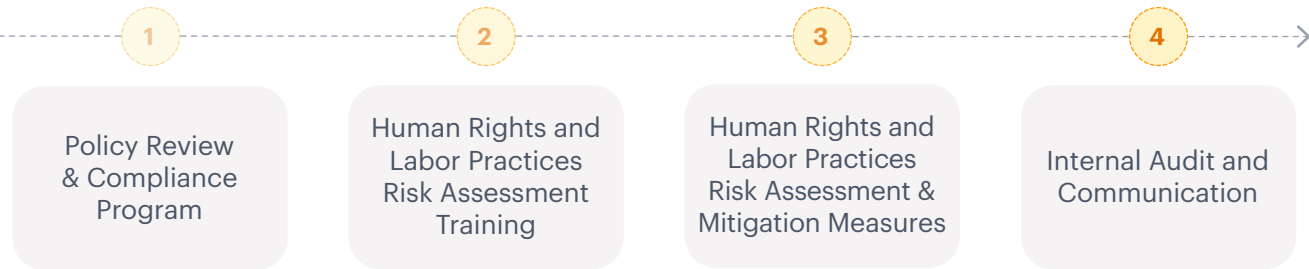 1
2
3
4
Policy Review
& Compliance
Program
Human Rights and
Labor Practices
Risk Assessment
Training
Human Rights and
Labor Practices
Risk Assessment &
Mitigation Measures
Internal Audit and
Communication